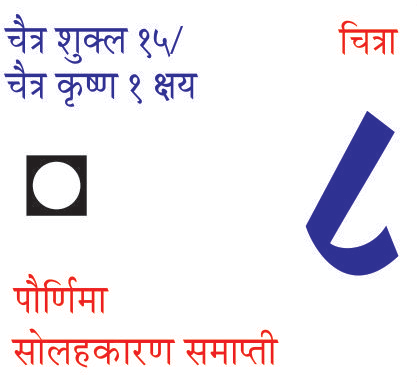 चैत्र शुक्ल १५/
चैत्र कृष्ण १ क्षय
चित्रा
८
पौर्णिमा
सोलहकारण समाप्ती